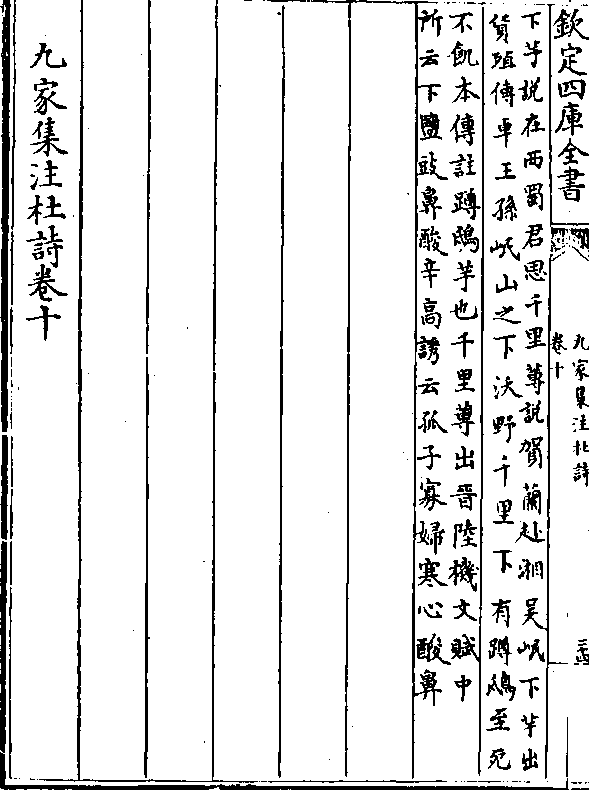 欽定四庫全書
九家集注杜詩
卷十
下芋説在西蜀君思千里蓴説賀蘭赴湘吴岷下芋出
貨殖傳卓王孫岷山之下沃野千里下有蹲鴟至死
不飢本傳註蹲鴟芋也千里蓴出晉陸機文賦中
所云下鹽豉鼻酸辛高誘云孤子寡婦寒心酸鼻
九家集注杜詩卷十